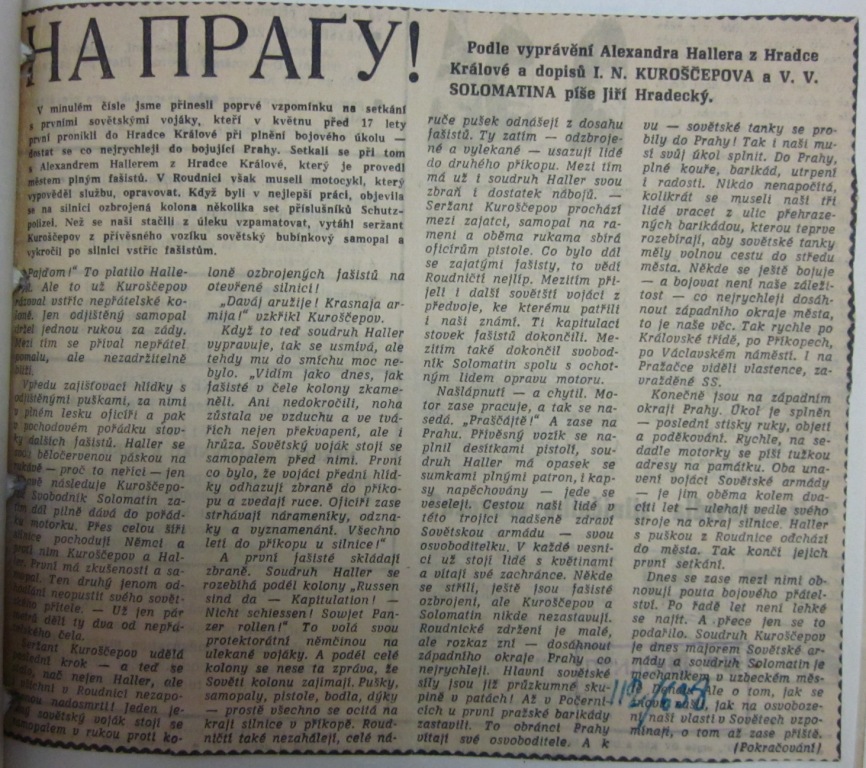 НА ПРАГУ!
Podle vyprávění Alexandra Hallera z Hradce
Králové a dopisů I. N. KUROŠČEPOVA a V. V.
SOLOMATINA píše Jiří Hradecký.
V minulém čísle jsme přinesli poprvé vzpomínku na setkání
s prvními sovětskými vojáky, kteří v květnu před 17 lety
první pronikli do Hradce Králové při plnění bojového úkolu —
dostat se co nejrychleji do bojující Prahy. Setkali se při tom
s Alexandrem Hallerem z Hradce Králové, který je provedl
městem plným fašistů. V Roudnici však museli motocykl, který
vypověděl službu, opravovat. Když byli v nejlepší práci, objevila
se na silnici ozbrojená kolona několika set příslušníků Schutz-
polizei. Než se naši stačili z úleku vzpamatovat, vytáhl seržant
Kuroščepov z přívěsného vozíku sovětský bubínkový samopal a
vykročil po silnici vstříc fašistům.
„Pajďom!" To platilo Halle-
Ale to už Kuroščepov
vstříc nepřátelské ko-
Jen odjištěný samopal
držel jednou rukou za zády.
Mezi tím se příval nepřátel
pomalu, ale nezadržitelně
blíží.
Vpředu zajišťovací hlídky s
odjištěnými puškami, za nimi
v plném lesku oficíři a pak
v pochodovém pořádku stov-
ky dalších fašistů. Haller se
běločervenou páskou na
rukávě — proč to neříci — jen
následuje Kuroščepo-
Svobodník Solomatin za-
tím dál pilně dává do pořád-
ku motorku. Přes celou šíři
silnice pochodují Němci a
proti nim Kuroščepov a Hal-
ler. První má zkušenosti a sa-
mopal. Ten druhý jenom od-
hodlání neopustit svého sovět-
ského přítele. — Už jen pár
metrů dělí ty dva od nepřá-
telského čela.
Seržant Kuroščepov udělá
poslední krok — a teď se
nač nejen Haller, ale
všichni v Roudnici nezapo-
menou nadosmrti! Jeden je-
diný sovětský voják stojí se
samopalem v rukou proti ko-
loně ozbrojených fašistů na
otevřené silnici!
„Daváj aružije! Krasnaja ar-
mija!" vzkřikl Kuroščepov.
Když to teď soudruh Haller
vypravuje, tak se usmívá, ale
tehdy mu do smíchu moc ne-
bylo. „Vidím jako dnes, jak
fašisté v čele kolony zkame-
něli. Ani nedokročili, noha
zůstala ve vzduchu a ve tvá-
řích nejen překvapení, ale i
hrůza. Sovětský voják stojí se
samopalem před nimi. První
co bylo, že vojáci přední hlíd-
ky odhazují zbraně do příko-
pu a zvedají ruce. Oficíři zase
strhávají nárameníky, odzna-
ky a vyznamenání. Všechno
letí do příkopu u silnice!"
A první fašisté skládají
zbraně. Soudruh Haller se
rozebíhá podél kolony „Russen
sind da — Kapitulation! —
Nicht schiessen! Sowjet Pan-
zer rollen!" To volá svou
protektorátní němčinou na
ulekané vojáky. A podél celé
kolony se nese ta zpráva, že
Sověti kolonu zajímají. Pušky,
samopaly, pistole, bodla, dýky
— prostě všechno se ocitá na
kraji silnice v příkopě. Roud-
ničtí také nezahálejí, celé ná-
ruče pušek odnášejí z dosahu
fašistů. Ty zatím — odzbroje-
né a vylekané — usazují lidé
do druhého příkopu. Mezi tím
má už i soudruh Haller svou
zbraň i dostatek nábojů. —
Seržant Kuroščepov prochází
mezi zajatci, samopal na ra-
meni a oběma rukama sbírá
oficírům pistole. Co bylo dál
se zajatými fašisty, to vědí
Roudničtí nejlíp. Mezitím při-
jeli i další sovětští vojáci z
předvoje, ke kterému patřili
i naši známí. Ti kapitulaci
stovek fašistů dokončili. Me-
zitím také dokončil svobod-
ník Solomatin spolu s ochot-
ným lidem opravu motoru.
Našlápnutí — a chytil. Mo-
tor zase pracuje, a tak se na-
sedá. „Praščájtě!" A zase na
Prahu. Přívěsný vozík se na-
plnil desítkami pistolí, sou-
druh Haller má opasek se
sumkami plnými patron, i kap-
sy napěchovány — jede se
veseleji. Cestou naši lidé v
této trojici nadšeně zdraví
Sovětskou armádu — svou
osvoboditelku. V každé vesni-
ci už stojí lidé s květinami
a vítají své zachránce. Někde
se střílí, ještě jsou fašisté
ozbrojeni, ale Kuroščepov a
Solomatin nikde nezastavují.
Roudnické zdržení je malé,
ale rozkaz zní — dosáhnout
západního okraje Prahy co
nejrychleji. Hlavní sovětské
síly jsou již průzkumné sku-
pině v patách! Až v Počerni-
cích u první pražské barikády
zastavili. To obránci Prahy
vítají své osvoboditele. A k
vu — sovětské tanky se pro-
bily do Prahy! Tak i naši mu-
sí svůj úkol splnit. Do Prahy,
plné kouře, barikád, utrpení
i radosti. Nikdo nenapočítá,
kolikrát se museli naši tři
lidé vracet z ulic přehraze-
ných barikádou, kterou teprve
rozebírají, aby sovětské tanky
měly volnou cestu do středu
města. Někde se ještě bojuje
— a bojovat není naše záleži-
tost — co nejrychleji dosáh-
nout západního okraje města,
to je naše věc. Tak rychle po
Královské třídě, po Příkopech,
po Václavském náměstí. I na
Pražačce viděli vlastence, za-
vražděné SS.
Konečně jsou na západním
okraji Prahy. Úkol je splněn
— poslední stisky ruky, objetí
a poděkování. Rychle, na se-
dadle motorky se píší tužkou
adresy na památku. Oba una-
vení vojáci Sovětské armády
— je jim oběma kolem dva-
cíti let — uléhají vedle svého
stroje na okraj silnice. Haller
s puškou z Roudnice odchází
do města. Tak končí jejich
první setkání.
Dnes se zase mezi nimi ob-
novují pouta bojového přátel-
ství. Po řadě let není lehké
se najít. A přece jen se to
podařilo. Soudruh Kuroščepov
je dnes majorem Sovětské ar-
mády a soudruh Solomatin je
mechanikem v uzbeckém měs-
le o tom, jak se
jak na osvoboze-
naší vlasti v Sovětech vzpo-
mínají, o tom až zase příště.
(Pokračování)